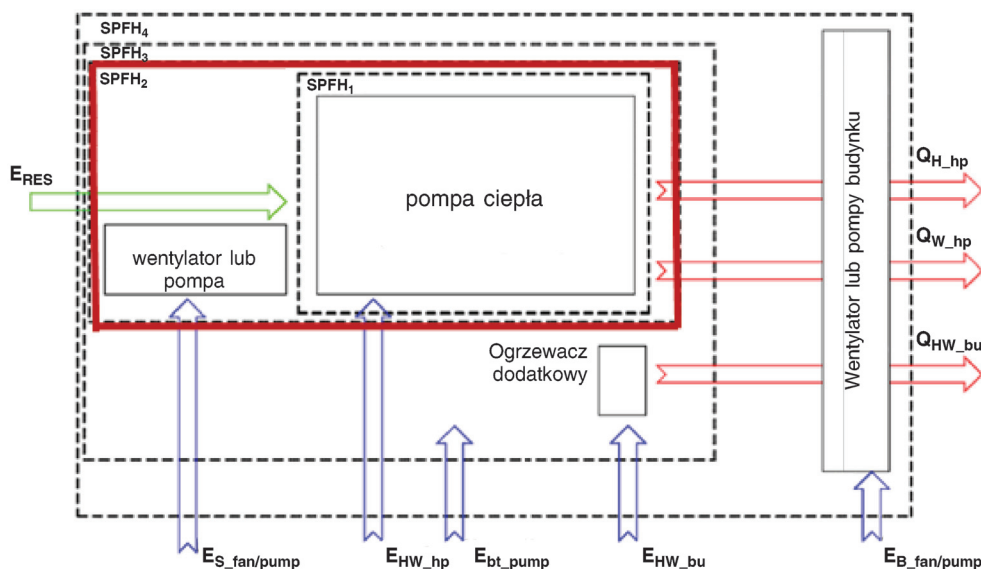 SPFH4
SPFH3
SPFH2
SPFH1
ERES
pompa ciepła
wentylator lub
pompa
Ogrzewacz
dodatkowy
Wentylator lub pompy budynku
QH_hp
QW_hp
QHW_bu
ES_fan/pump
EHW_hp
Ebt_pump
EHW_bu
EB_fan/pump